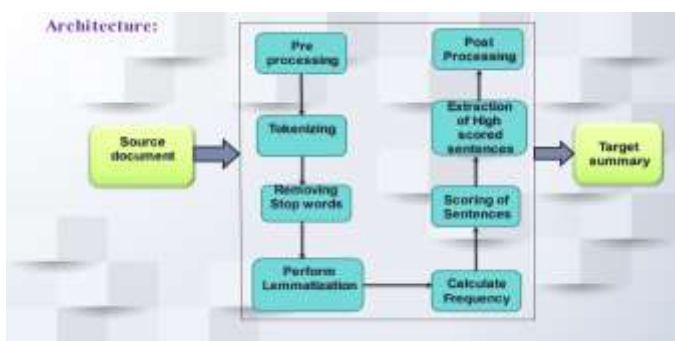 Architecture:
Source
document
Pre
processing
Tokenizing
Removing
Stop words
Perform
Lemmatization
Calculate
Frequency
Scoring of
Sentences
Extraction
of High
scored
sentences
Post
Processing
Target
summary